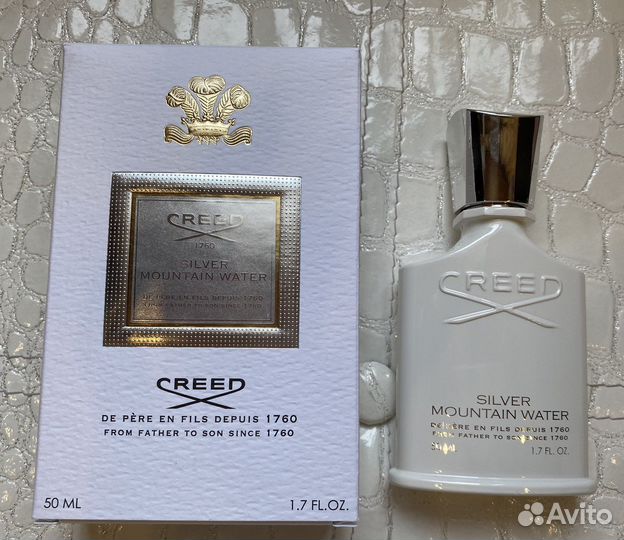 CREED
1760
SILVER
MOUNTAIN WATER
DE PÈRE EN FILS DEPUIS 1760
FROM FATHER TO SON SINCE 1760
CREED
DE PÈRE EN FILS DEPUIS 1760
FROM FATHER TO SON SINCE 1760
50 ML 1.7 FL.OZ.
CREED
SILVER
MOUNTAIN WATER
DE PÈRE EN FILS DEPUIS 1760
FROM FATHER TO SON SINCE 1760
50 ML 1.7 FL.OZ.
Avito